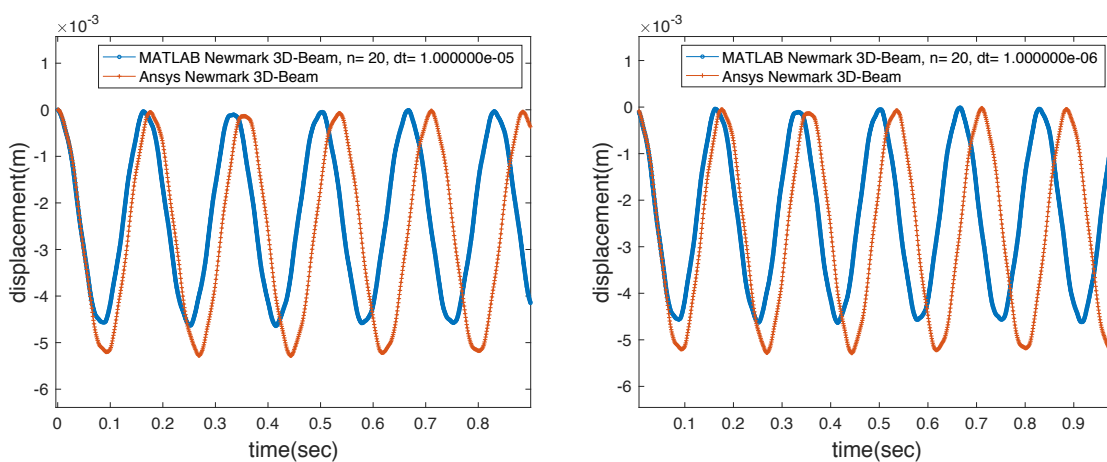 ×10-3
MATLAB Newmark 3D-Beam, n= 20, dt= 1.000000e-05
Ansys Newmark 3D-Beam
1
0
-1
-2
-3
-4
-5
-6
displacement(m)
0 0.1 0.2 0.3 0.4 0.5 0.6 0.7 0.8
time(sec)
×10-3
MATLAB Newmark 3D-Beam, n= 20, dt= 1.000000e-06
Ansys Newmark 3D-Beam
1
0
-1
-2
-3
-4
-5
-6
displacement(m)
0.1 0.2 0.3 0.4 0.5 0.6 0.7 0.8 0.9
time(sec)